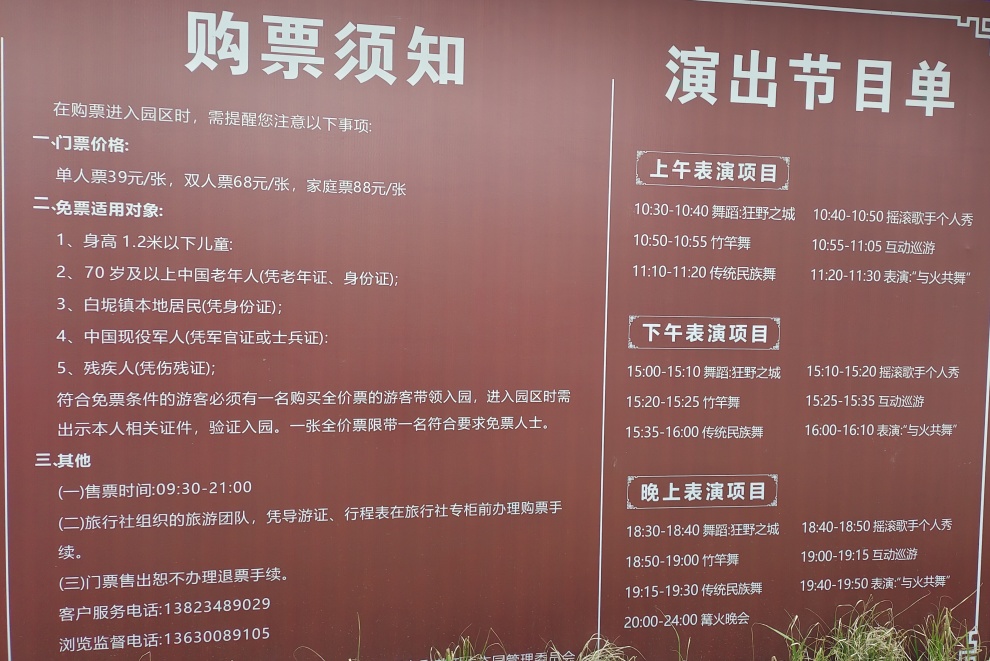 购票须知
在购票进入园区时，需提醒您注意以下事项:
一、门票价格:
单人票39元/张，双人票68元/张，家庭票88元/张
二、免票适用对象:
1、身高 1.2米以下儿童:
2、70 岁及以上中国老年人(凭老年证、身份证);
3、白坭镇本地居民(凭身份证);
4、中国现役军人(凭军官证或士兵证):
5、残疾人(凭伤残证);
符合免票条件的游客必须有一名购买全价票的游客带领入园，进入园区时需
出示本人相关证件，验证入园。一张全价票限带一名符合要求免票人士。
三、其他
(一)售票时间:09:30-21:00
(二)旅行社组织的旅游团队，凭导游证、行程表在旅行社专柜前办理购票手
续。
(三)门票售出恕不办理退票手续。
客户服务电话:13823489029
浏览监督电话:13630089105
管理委员会
演出节目单
上午表演项目
10:30-10:40 舞蹈:狂野之城 10:40-10:50 摇滚歌手个人秀
10:50-10:55 竹竿舞 10:55-11:05 互动巡游
11:10-11:20 传统民族舞 11:20-11:30 表演:“与火共舞”
下午表演项目
15:00-15:10 舞蹈:狂野之城 15:10-15:20 摇滚歌手个人秀
15:20-15:25 竹竿舞 15:25-15:35 互动巡游
15:35-16:00 传统民族舞 16:00-16:10 表演:“与火共舞”
晚上表演项目
18:30-18:40 舞蹈:狂野之城 18:40-18:50 摇滚歌手个人秀
18:50-19:00 竹竿舞 19:00-19:15 互动巡游
19:15-19:30 传统民族舞 19:40-19:50 表演:“与火共舞”
20:00-24:00 篝火晚会